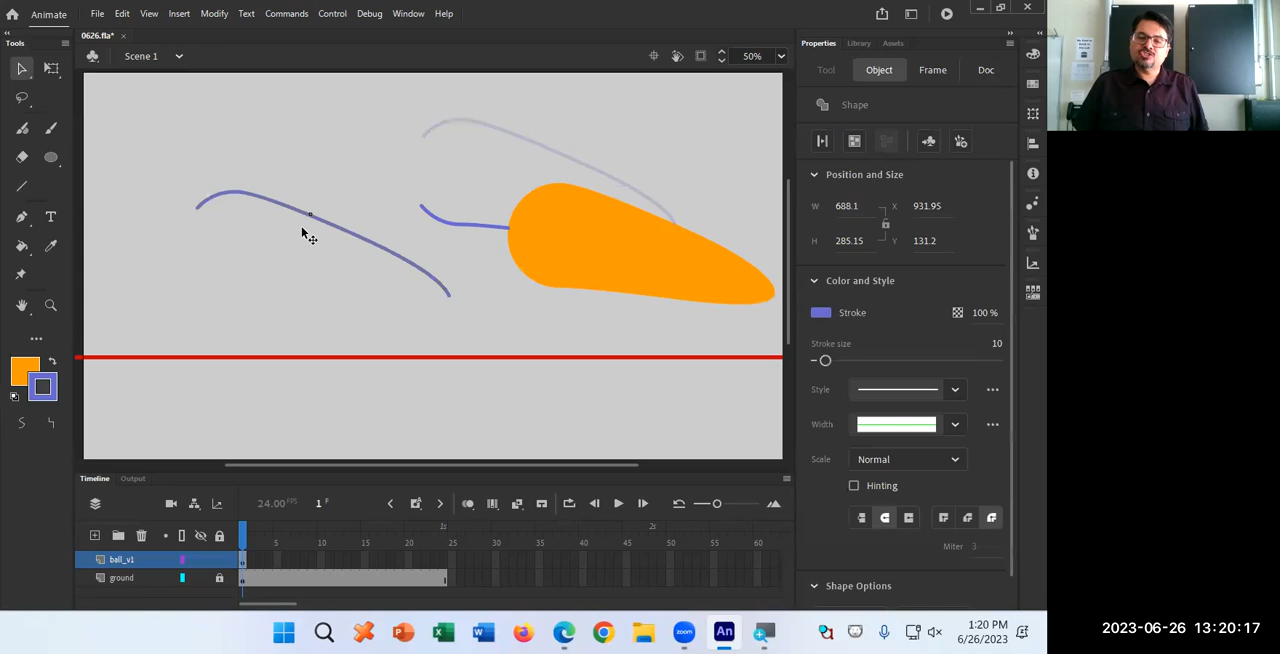 Animate File Edit View Insert Modify Text Commands Control Debug Window Help
0626.fla*
Tools
Scene 1
50%
Properties Library Assets
Tool Object Frame Doc
Shape
Position and Size
W 688.1 X 931.95
H 285.15 Y 131.2
Color and Style
Stroke 100 %
Stroke size 10
Style
Width
Scale Normal
Hinting
Miter 3
Shape Options
Timeline Output
24.00 FPS 1 F
1s 2s
5 10 15 20 25 30 35 40 45 50 55 60
ball_v1
ground
1:20 PM
6/26/2023
2023-06-26 13:20:17